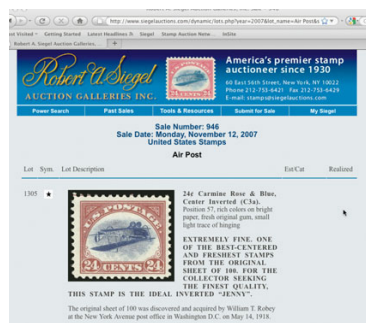 http://www.siegelauctions.com/dynamic/lots.php?year=2007&lot_name=Air Post&s
Getting Started Latest Headlines Siegel Stamp Auction Netw... InSite
Robert A. Siegel Auction Galleries...
Robert A. Siegel
AUCTION GALLERIES INC.
America's premier stamp
auctioneer since 1930
60 East 56th Street, New York, NY 10022
Phone 212-753-6421 Fax 212-753-6429
E-mail: stamps@siegelauctions.com
Power Search Past Sales Tools & Resources Submit for Sale My Siegel
Sale Number: 946
Sale Date: Monday, November 12, 2007
United States Stamps
Air Post
Lot Sym. Lot Description Est/Cat Realized
1305 ★
U.S. POSTAGE
24 CENTS 24
24¢ Carmine Rose & Blue,
Center Inverted (C3a).
Position 57, rich colors on bright
paper, fresh original gum, small
light trace of hinging
EXTREMELY FINE. ONE
OF THE BEST-CENTERED
AND FRESHEST STAMPS
FROM THE ORIGINAL
SHEET OF 100. FOR THE
COLLECTOR SEEKING
THE FINEST QUALITY,
THIS STAMP IS THE IDEAL INVERTED "JENNY".
The original sheet of 100 was discovered and acquired by William T. Robey
at the New York Avenue post office in Washington D.C. on May 14, 1918.